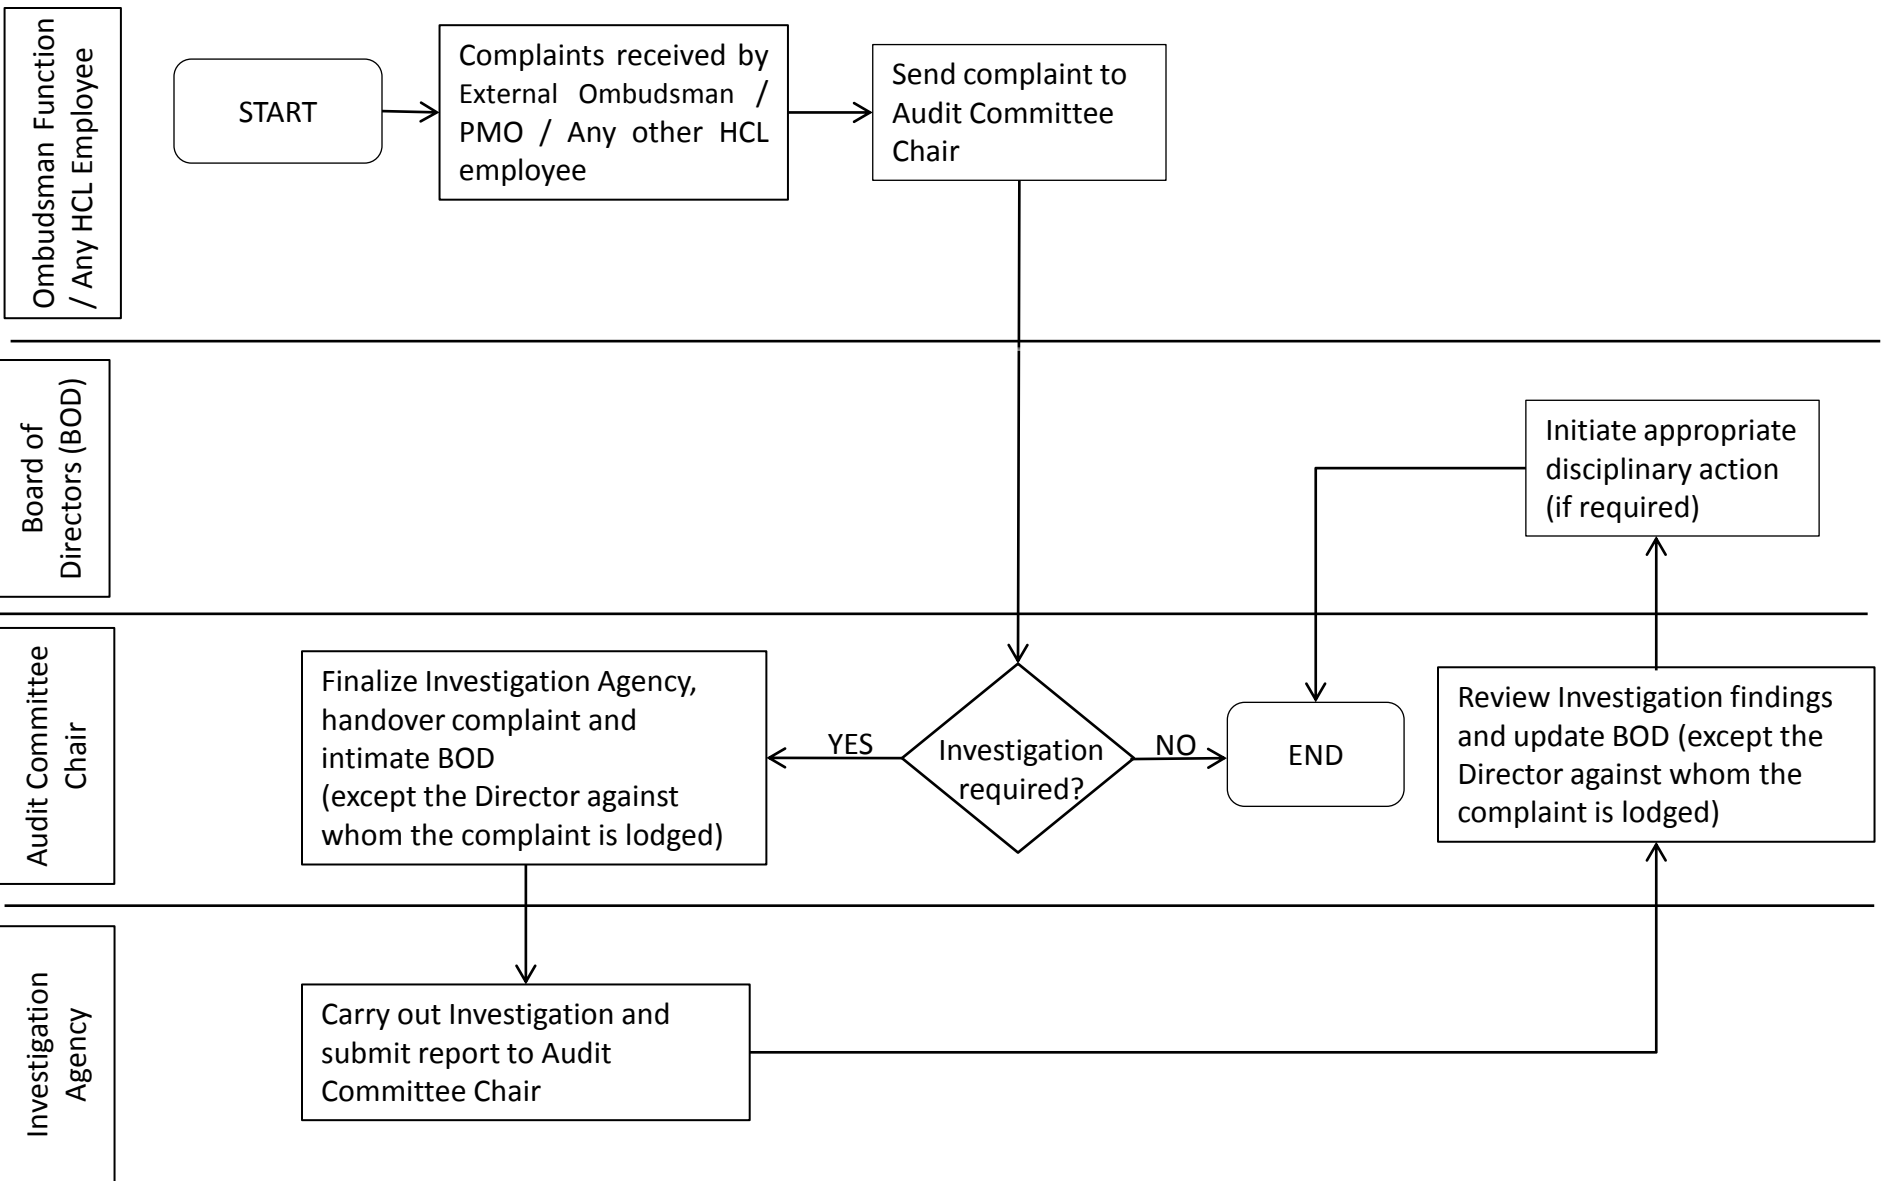 Ombudsman Function
/ Any HCL Employee
START
Complaints received by
External Ombudsman /
PMO / Any other HCL
employee
Send complaint to
Audit Committee
Chair
Board of
Directors (BOD)
Initiate appropriate
disciplinary action
(if required)
Audit Committee
Chair
Finalize Investigation Agency,
handover complaint and
intimate BOD
(except the Director against
whom the complaint is lodged)
YES
Investigation
required?
NO
END
Review Investigation findings
and update BOD (except the
Director against whom the
complaint is lodged)
Investigation
Agency
Carry out Investigation and
submit report to Audit
Committee Chair